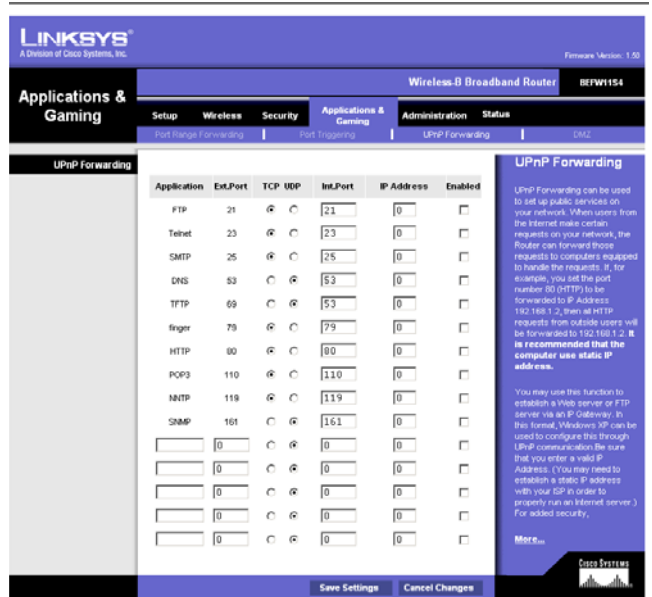 LINKSYS®
A Division of Cisco Systems, Inc.
Firmware Version: 1.50
Wireless-B Broadband Router BEFW11S4
Applications & Gaming
Setup Wireless Security Applications & Gaming Administration Status
Port Range Forwarding | Port Triggering | UPnP Forwarding | DMZ
UPnP Forwarding
Application Ext.Port TCP UDP Int.Port IP Address Enabled
FTP 21 21 0
Telnet 23 23 0
SMTP 25 25 0
DNS 53 53 0
TFTP 69 53 0
finger 79 79 0
HTTP 80 80 0
POP3 110 110 0
NNTP 119 119 0
SNMP 161 161 0
0 0 0
0 0 0
0 0 0
0 0 0
0 0 0
UPnP Forwarding
UPnP Forwarding can be used
to set up public services on
your network. When users from
the Internet make certain
requests on your network, the
Router can forward those
requests to computers equipped
to handle the requests. If, for
example, you set the port
number 80 (HTTP) to be
forwarded to IP Address
192.168.1.2, then all HTTP
requests from outside users will
be forwarded to 192.168.1.2. It
is recommended that the
computer use static IP
address.
You may use this function to
establish a Web server or FTP
server via an IP Gateway. In
this format, Windows XP can be
used to configure this through
UPnP communication.Be sure
that you enter a valid IP
Address. (You may need to
establish a static IP address
with your ISP in order to
properly run an Internet server.)
For added security,
More...
Save Settings Cancel Changes
CISCO SYSTEMS